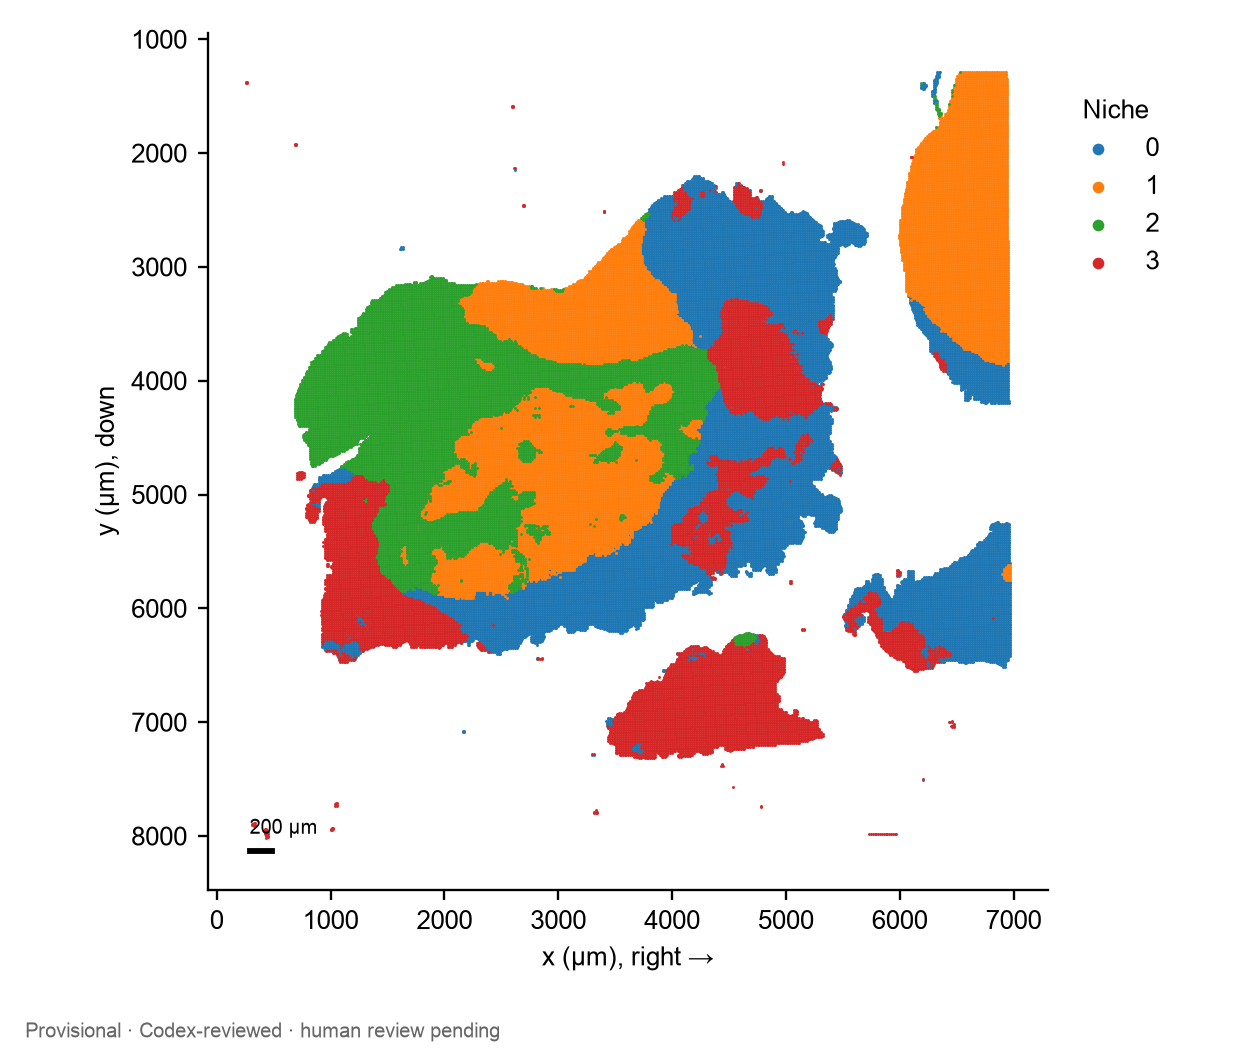 1000
2000
3000
4000
5000
6000
7000
8000
y (µm), down
0 1000 2000 3000 4000 5000 6000 7000
x (µm), right →
200 µm
Niche
0
1
2
3
Provisional · Codex-reviewed · human review pending